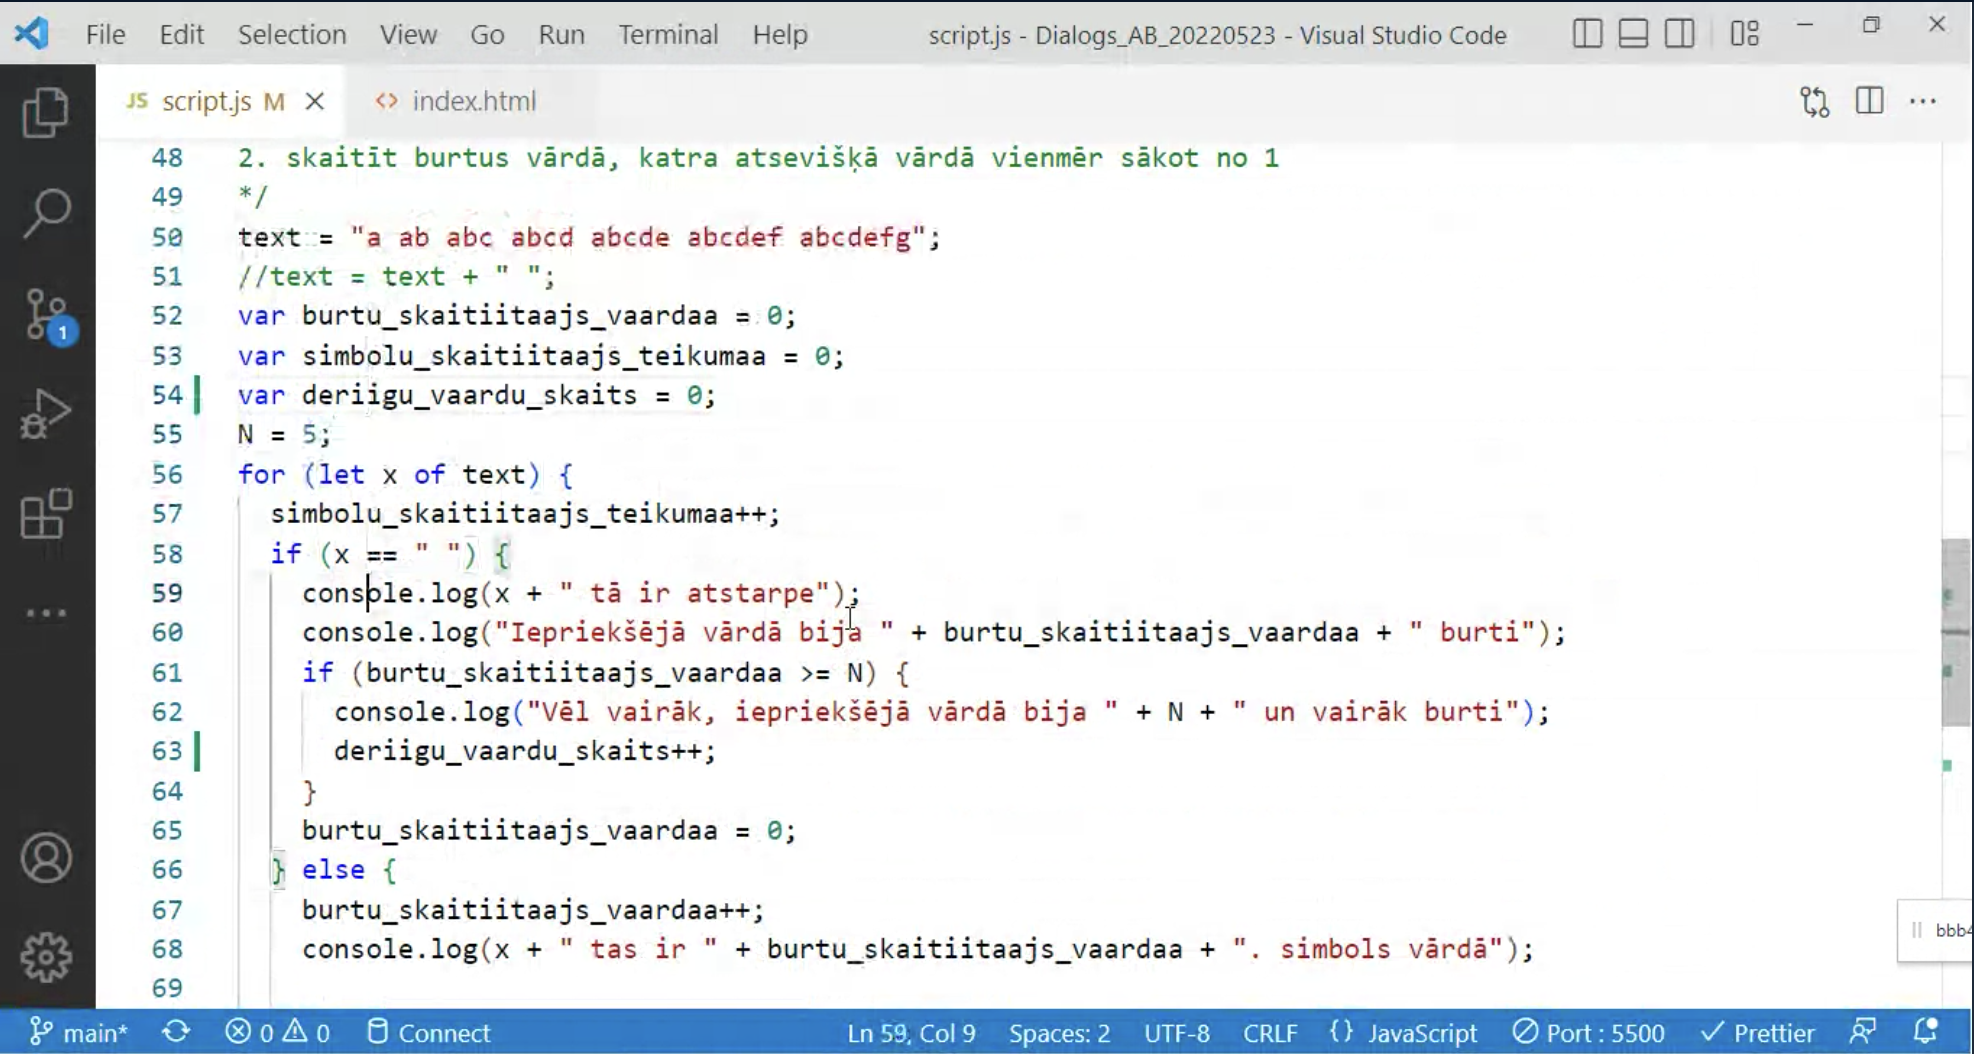 File Edit Selection View Go Run Terminal Help script.js - Dialogs_AB_20220523 - Visual Studio Code
JS script.js M <> index.html
48 2. skaitīt burtus vārdā, katra atsevišķā vārdā vienmēr sākot no 1
49 */
50 text = "a ab abc abcd abcde abcdef abcdefg";
51 //text = text + " ";
52 var burtu_skaitiitaajs_vaardaa = 0;
53 var simbolu_skaitiitaajs_teikumaa = 0;
54 var deriigu_vaardu_skaits = 0;
55 N = 5;
56 for (let x of text) {
57 simbolu_skaitiitaajs_teikumaa++;
58 if (x == " ") {
59 console.log(x + " tā ir atstarpe");
60 console.log("Iepriekšējā vārdā bija " + burtu_skaitiitaajs_vaardaa + " burti");
61 if (burtu_skaitiitaajs_vaardaa >= N) {
62 console.log("Vēl vairāk, iepriekšējā vārdā bija " + N + " un vairāk burti");
63 deriigu_vaardu_skaits++;
64 }
65 burtu_skaitiitaajs_vaardaa = 0;
66 } else {
67 burtu_skaitiitaajs_vaardaa++;
68 console.log(x + " tas ir " + burtu_skaitiitaajs_vaardaa + ". simbols vārdā");
69
1
main* 0 0 Connect Ln 59, Col 9 Spaces: 2 UTF-8 CRLF {} JavaScript Port : 5500 Prettier